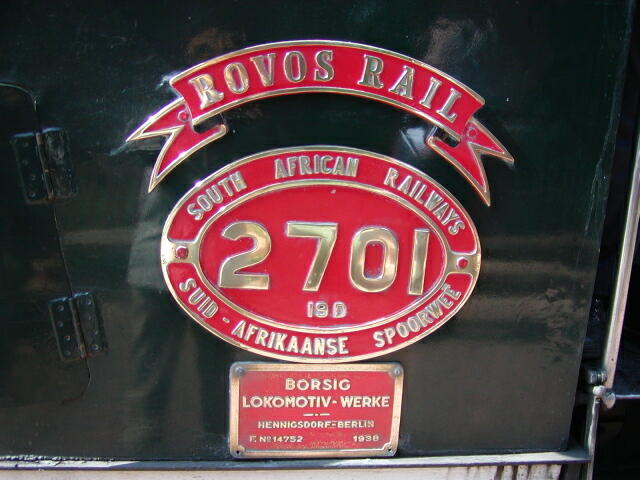 ROVOS RAIL
SOUTH AFRICAN RAILWAYS
2701
19D
SUID-AFRIKAANSE SPOORWEË
BORSIG
LOKOMOTIV-WERKE
HENNIGSDORF-BERLIN
F. No 14752 1938